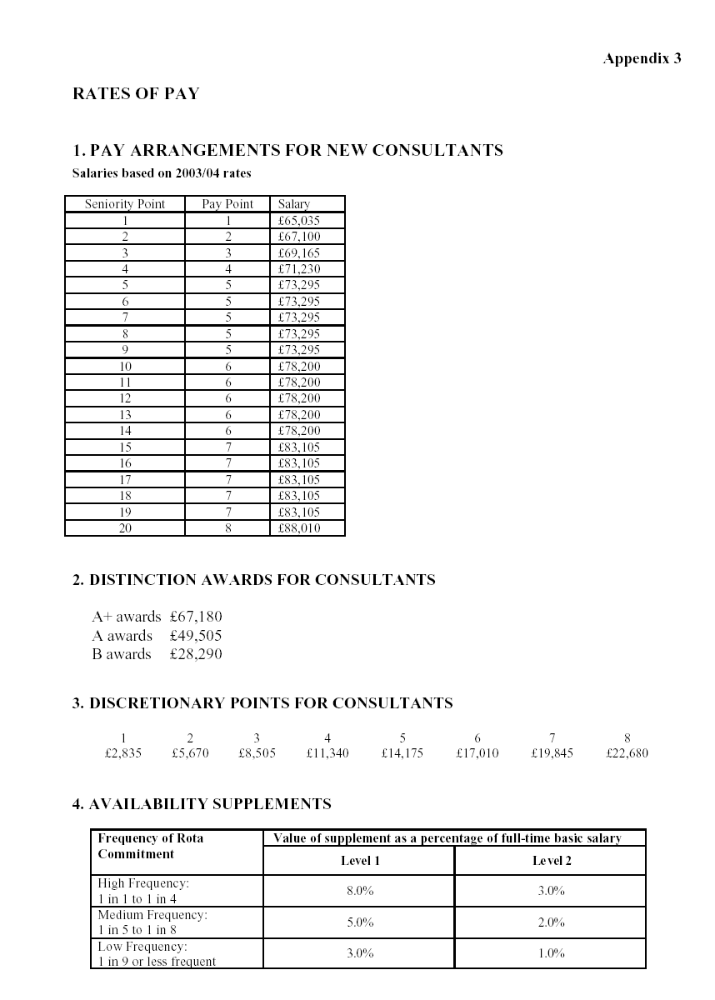 Appendix 3
RATES OF PAY
1. PAY ARRANGEMENTS FOR NEW CONSULTANTS
Salaries based on 2003/04 rates
Seniority Point Pay Point Salary
1 1 £65,035
2 2 £67,100
3 3 £69,165
4 4 £71,230
5 5 £73,295
6 5 £73,295
7 5 £73,295
8 5 £73,295
9 5 £73,295
10 6 £78,200
11 6 £78,200
12 6 £78,200
13 6 £78,200
14 6 £78,200
15 7 £83,105
16 7 £83,105
17 7 £83,105
18 7 £83,105
19 7 £83,105
20 8 £88,010
2. DISTINCTION AWARDS FOR CONSULTANTS
A+ awards £67,180
A awards £49,505
B awards £28,290
3. DISCRETIONARY POINTS FOR CONSULTANTS
1 2 3 4 5 6 7 8
£2,835 £5,670 £8,505 £11,340 £14,175 £17,010 £19,845 £22,680
4. AVAILABILITY SUPPLEMENTS
Frequency of Rota Value of supplement as a percentage of full-time basic salary
Commitment
Level 1 Level 2
High Frequency:
1 in 1 to 1 in 4
8.0% 3.0%
Medium Frequency:
1 in 5 to 1 in 8
5.0% 2.0%
Low Frequency:
1 in 9 or less frequent
3.0% 1.0%